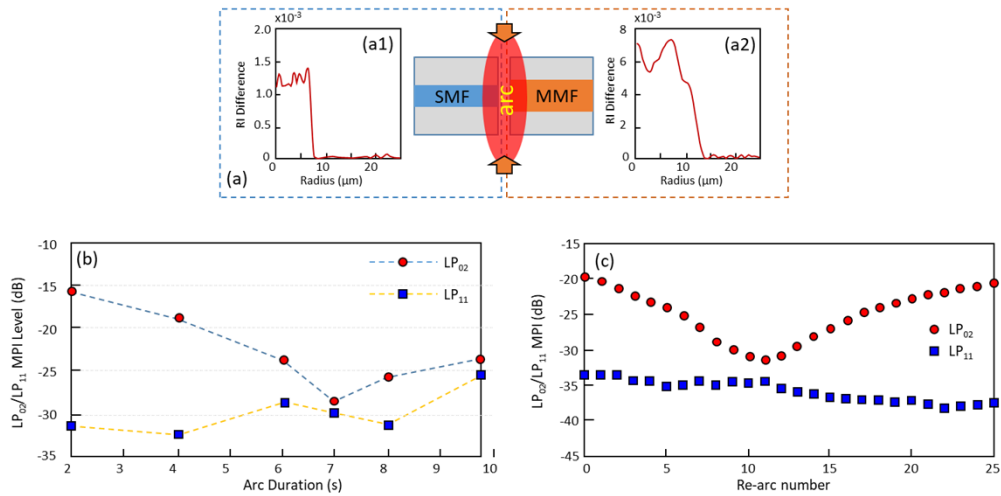 x10⁻³
2.0
1.5
1.0
0.5
0
0
10
20
RI Difference
Radius (µm)
(a1)
(a)
SMF
arc
MMF
x10⁻³
8
6
4
2
0
0
10
20
RI Difference
Radius (µm)
(a2)
(b)
LP₀₂
LP₁₁
-10
-15
-20
-25
-30
-35
2
3
4
5
6
7
8
9
10
LP₀₂/LP₁₁ MPI Level (dB)
Arc Duration (s)
(c)
LP₀₂
LP₁₁
-15
-20
-25
-30
-35
-40
-45
0
5
10
15
20
25
LP₀₂/LP₁₁ MPI (dB)
Re-arc number